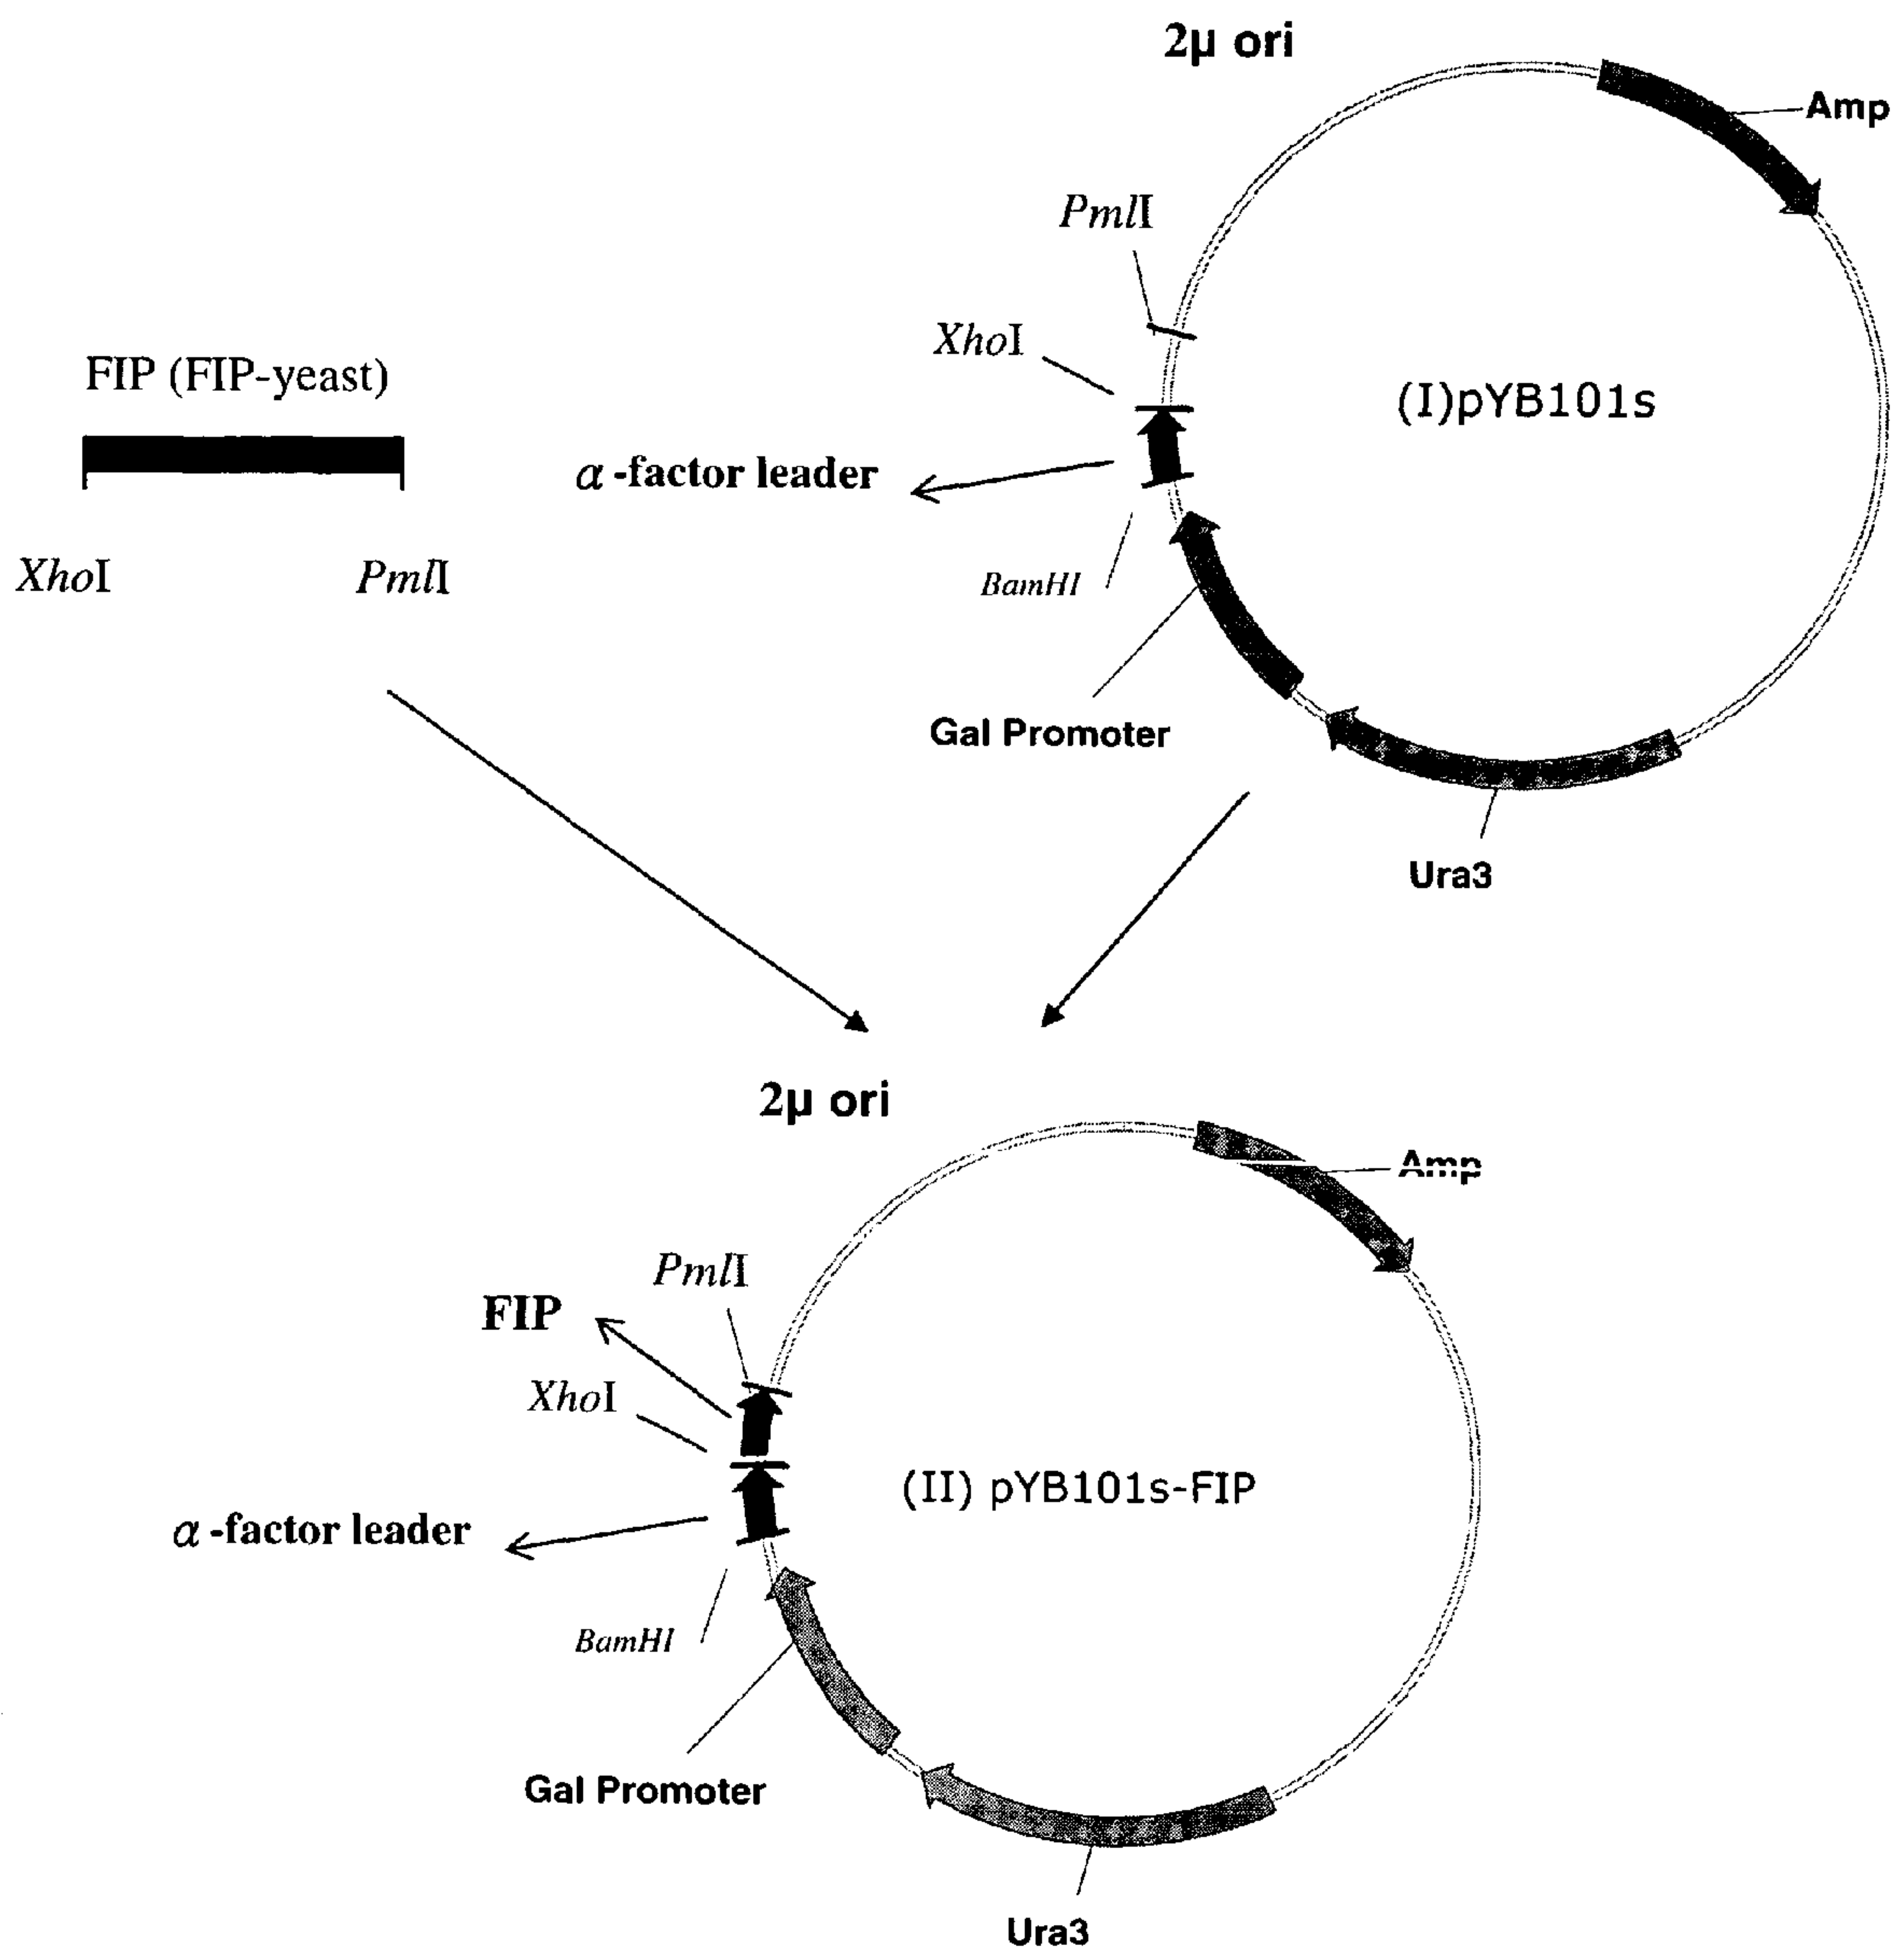 2μ ori
Amp
PmlI
XhoI
(I)pYB101s
FIP (FIP-yeast)
α-factor leader
XhoI PmlI
BamHI
Gal Promoter
Ura3
2μ ori
Amp
PmlI
FIP
XhoI
(II) pYB101s-FIP
α-factor leader
BamHI
Gal Promoter
Ura3